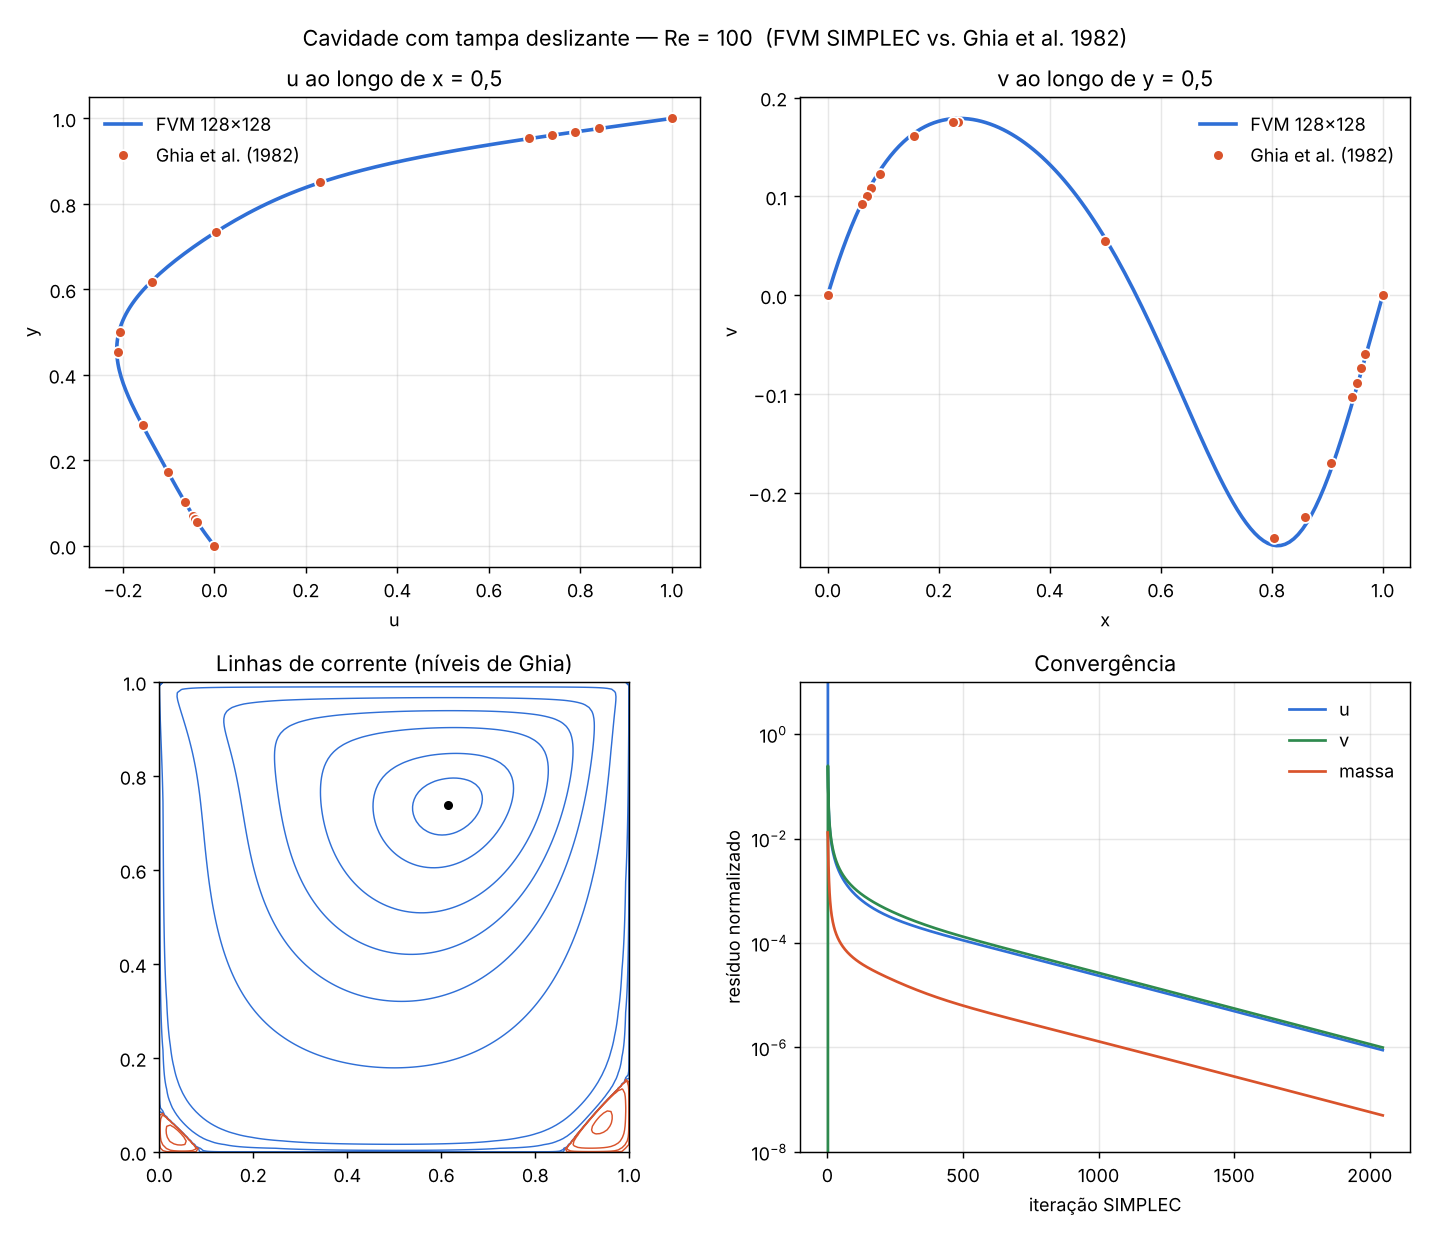 Cavidade com tampa deslizante — Re = 100 (FVM SIMPLEC vs. Ghia et al. 1982)
u ao longo de x = 0,5
FVM 128×128
Ghia et al. (1982)
1.0
0.8
0.6
0.4
0.2
0.0
y
−0.2 0.0 0.2 0.4 0.6 0.8 1.0
u
v ao longo de y = 0,5
FVM 128×128
Ghia et al. (1982)
0.2
0.1
0.0
−0.1
−0.2
v
0.0 0.2 0.4 0.6 0.8 1.0
x
Linhas de corrente (níveis de Ghia)
1.0
0.8
0.6
0.4
0.2
0.0
0.0 0.2 0.4 0.6 0.8 1.0
Convergência
u
v
massa
10⁰
10⁻²
10⁻⁴
10⁻⁶
10⁻⁸
resíduo normalizado
0 500 1000 1500 2000
iteração SIMPLEC